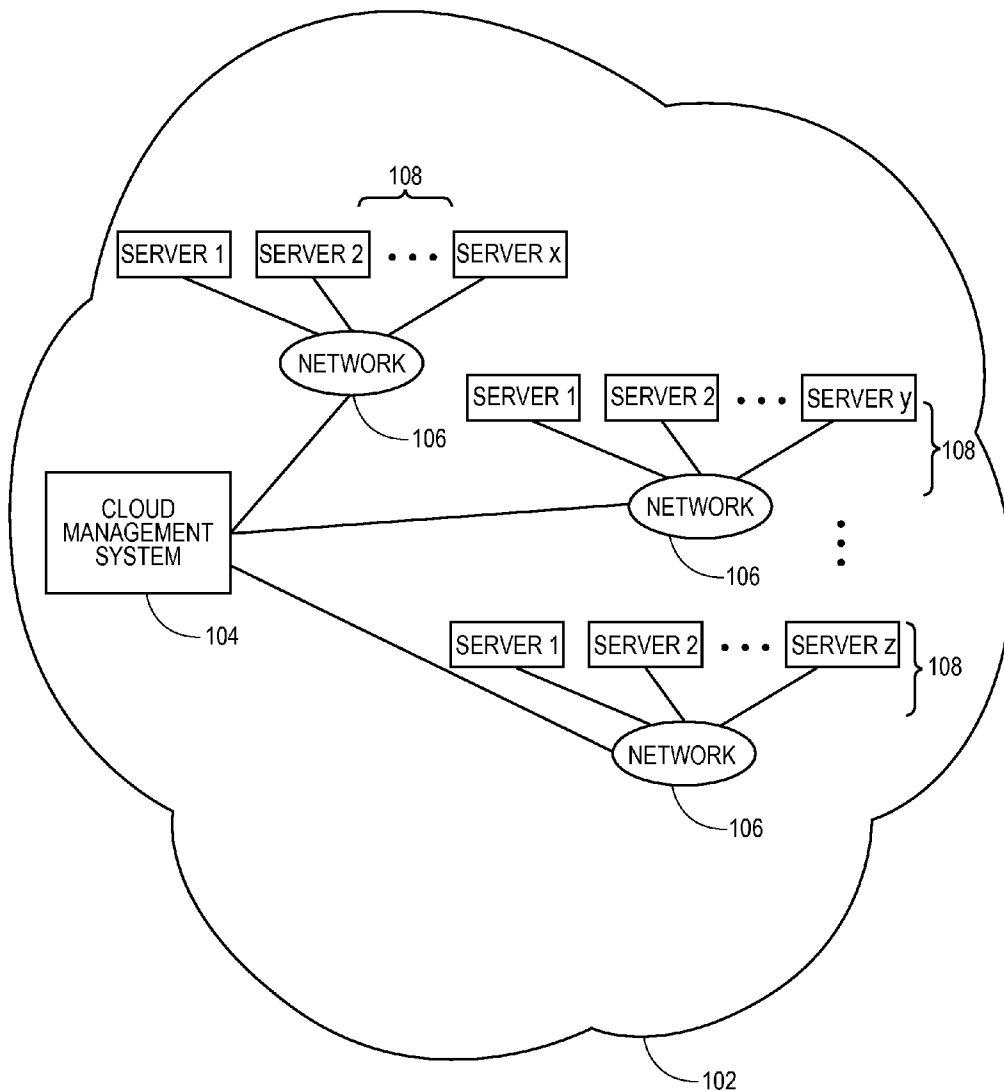 108
SERVER 1 SERVER 2 • • • SERVER x
NETWORK
106
SERVER 1 SERVER 2 • • • SERVER y
108
NETWORK
106
CLOUD
MANAGEMENT
SYSTEM
104
SERVER 1 SERVER 2 • • • SERVER z
108
NETWORK
106
102